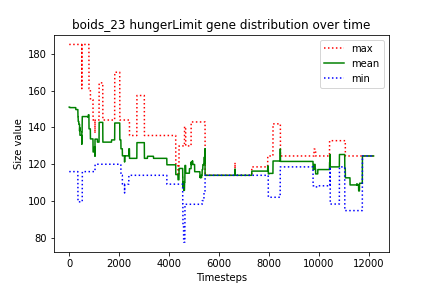 boids_23 hungerLimit gene distribution over time
max
mean
min
Size value
180
160
140
120
100
80
0
2000
4000
6000
8000
10000
12000
Timesteps